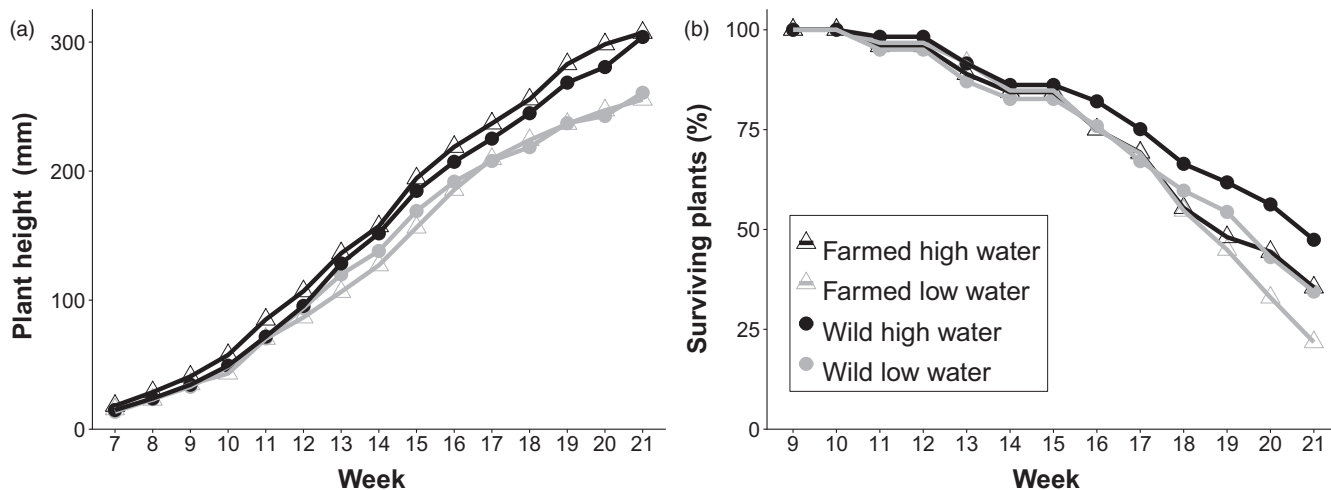 (a)
Plant height (mm)
300
200
100
0
7 8 9 10 11 12 13 14 15 16 17 18 19 20 21
Week
(b)
Surviving plants (%)
100
75
50
25
0
Farmed high water
Farmed low water
Wild high water
Wild low water
9 10 11 12 13 14 15 16 17 18 19 20 21
Week